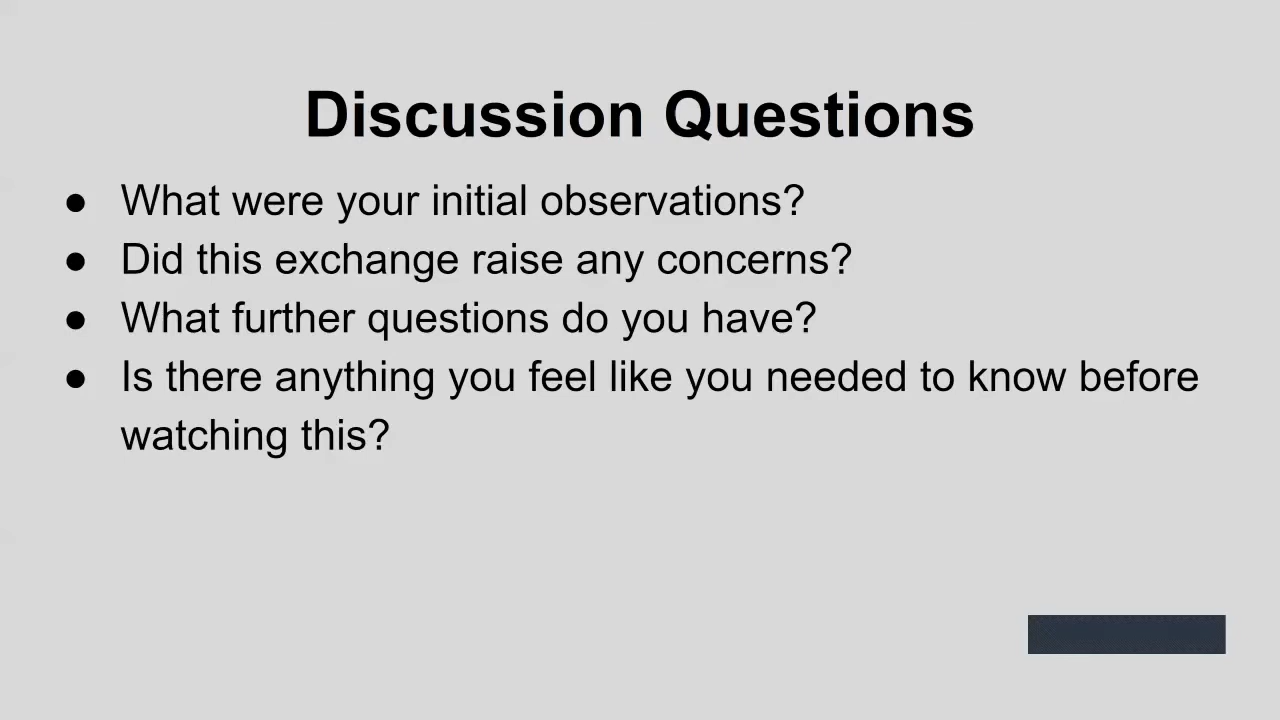 Discussion Questions
● What were your initial observations?
● Did this exchange raise any concerns?
● What further questions do you have?
● Is there anything you feel like you needed to know before
watching this?